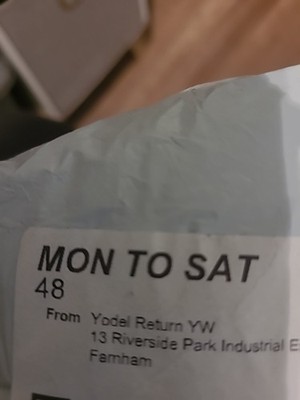 MON TO SAT
48
From Yodel Return YW
13 Riverside Park Industrial E
Farnham